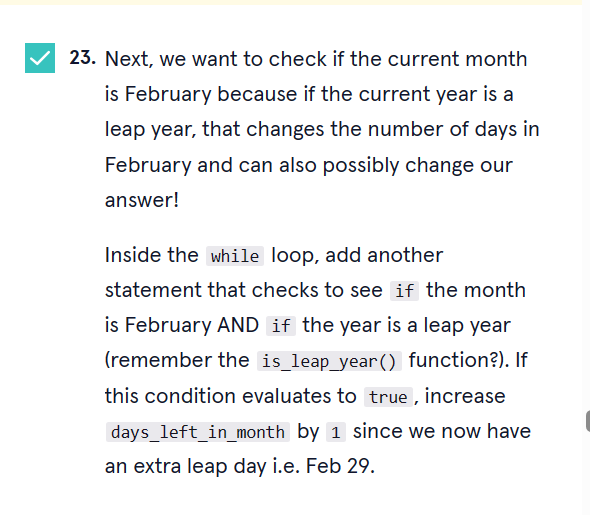 23. Next, we want to check if the current month
is February because if the current year is a
leap year, that changes the number of days in
February and can also possibly change our
answer!
Inside the while loop, add another
statement that checks to see if the month
is February AND if the year is a leap year
(remember the is_leap_year() function?). If
this condition evaluates to true, increase
days_left_in_month by 1 since we now have
an extra leap day i.e. Feb 29.